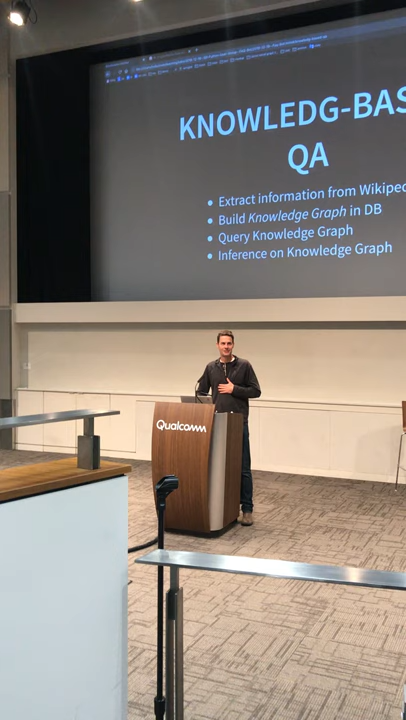 KNOWLEDG-BAS
QA
Extract information from Wikiped
Build Knowledge Graph in DB
Query Knowledge Graph
Inference on Knowledge Graph
Qualcomm